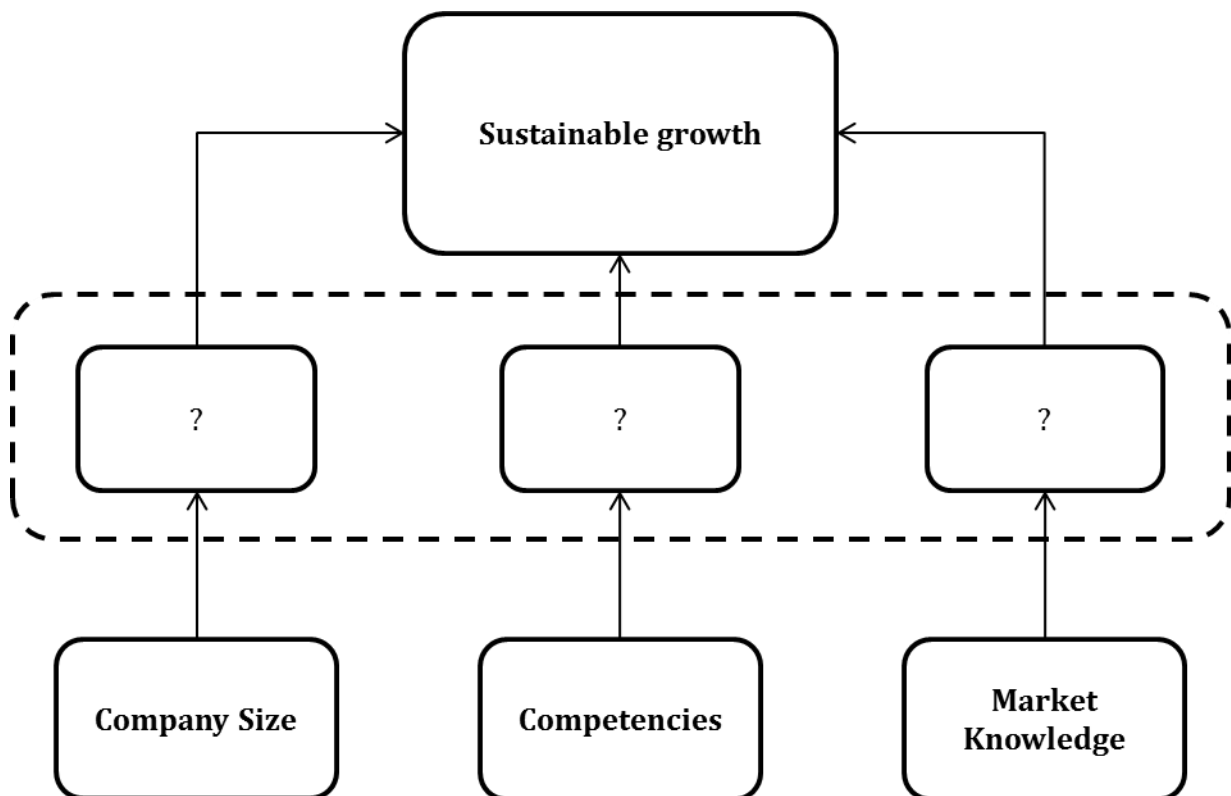 Sustainable growth
?
?
?
Company Size
Competencies
Market
Knowledge